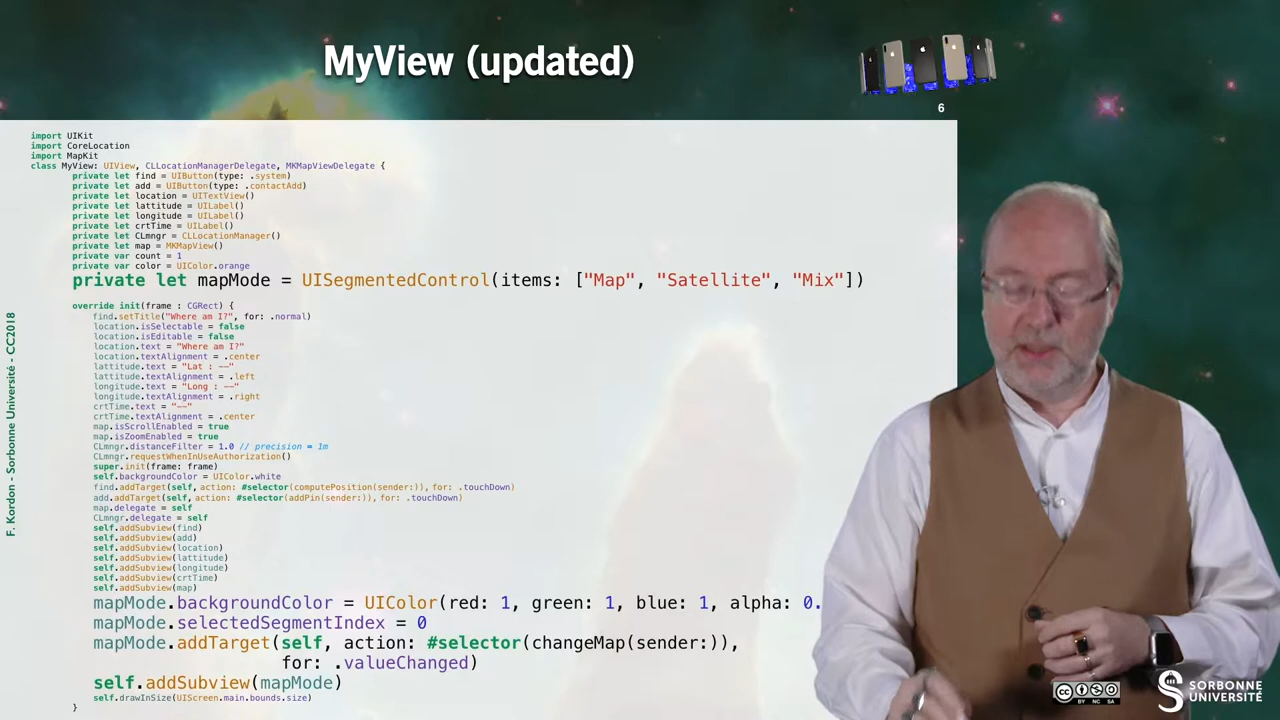 MyView (updated)
6
import UIKit
import CoreLocation
import MapKit
class MyView: UIView, CLLocationManagerDelegate, MKMapViewDelegate {
private let find = UIButton(type: .system)
private let add = UIButton(type: .contactAdd)
private let location = UITextView()
private let lattitude = UILabel()
private let longitude = UILabel()
private let crtTime = UILabel()
private let CLmngr = CLLocationManager()
private let map = MKMapView()
private var count = 1
private var color = UIColor.orange
private let mapMode = UISegmentedControl(items: ["Map", "Satellite", "Mix"])
override init(frame : CGRect) {
find.setTitle("Where am I?", for: .normal)
location.isSelectable = false
location.isEditable = false
location.text = "Where am I?"
location.textAlignment = .center
lattitude.text = "Lat : --"
lattitude.textAlignment = .left
longitude.text = "Long : --"
longitude.textAlignment = .right
crtTime.text = "--"
crtTime.textAlignment = .center
map.isScrollEnabled = true
map.isZoomEnabled = true
CLmngr.distanceFilter = 1.0 // precision = 1m
CLmngr.requestWhenInUseAuthorization()
super.init(frame: frame)
self.backgroundColor = UIColor.white
find.addTarget(self, action: #selector(computePosition(sender:)), for: .touchDown)
add.addTarget(self, action: #selector(addPin(sender:)), for: .touchDown)
map.delegate = self
CLmngr.delegate = self
self.addSubview(find)
self.addSubview(add)
self.addSubview(location)
self.addSubview(lattitude)
self.addSubview(longitude)
self.addSubview(crtTime)
self.addSubview(map)
mapMode.backgroundColor = UIColor(red: 1, green: 1, blue: 1, alpha: 0.
mapMode.selectedSegmentIndex = 0
mapMode.addTarget(self, action: #selector(changeMap(sender:)),
for: .valueChanged)
self.addSubview(mapMode)
self.drawInSize(UIScreen.main.bounds.size)
}
F. Kordon - Sorbonne Université - CC2018
CC BY NC SA
SORBONNE
UNIVERSITÉ